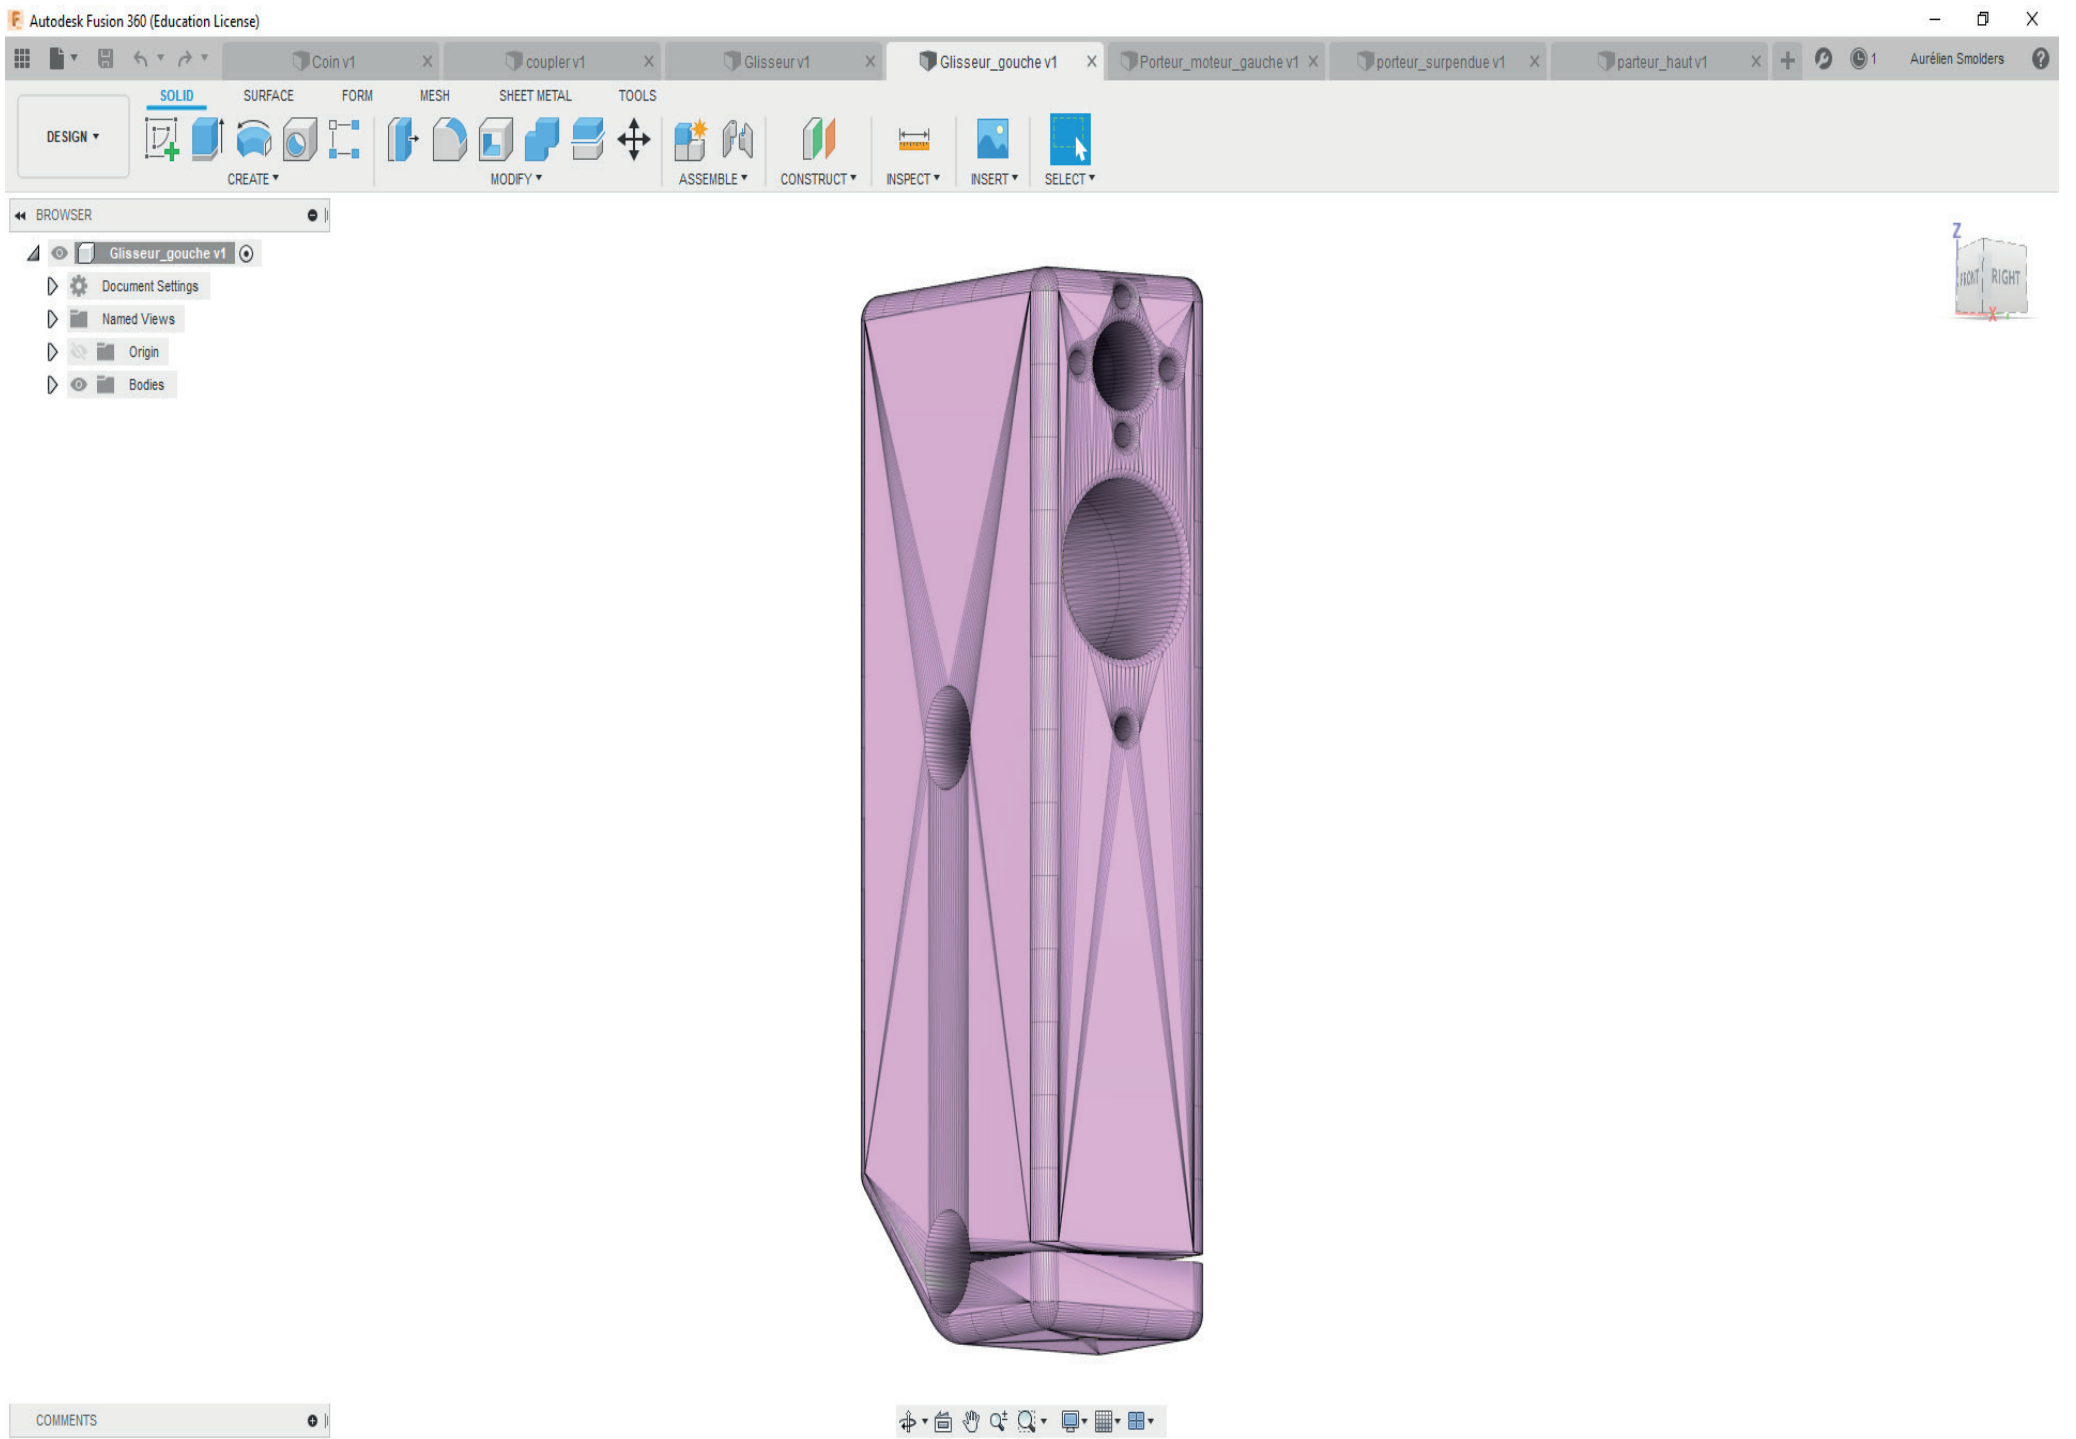 Autodesk Fusion 360 (Education License)
Coin v1
coupler v1
Glisseur v1
Glisseur_gouche v1
Porteur_moteur_gauche v1
porteur_surpendue v1
parteur_haut v1
1
Aurélien Smolders
SOLID SURFACE FORM MESH SHEET METAL TOOLS
DESIGN
CREATE MODIFY ASSEMBLE CONSTRUCT INSPECT INSERT SELECT
BROWSER
Glisseur_gouche v1
Document Settings
Named Views
Origin
Bodies
Z
FRONT RIGHT
X
COMMENTS